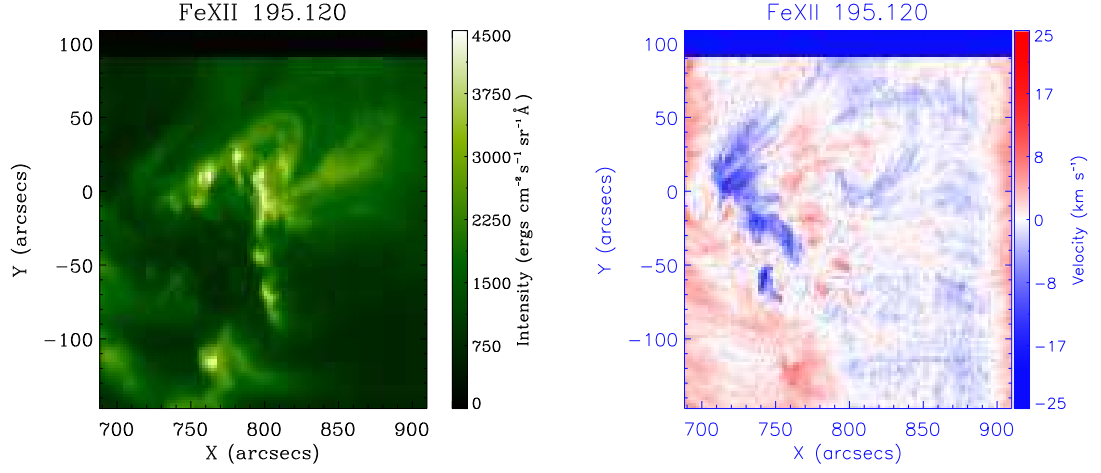 FeXII 195.120
100
50
0
−50
−100
Y (arcsecs)
700 750 800 850 900
X (arcsecs)
4500
3750
3000
2250
1500
750
0
Intensity (ergs cm⁻² s⁻¹ sr⁻¹ Å)
FeXII 195.120
100
50
0
−50
−100
Y (arcsecs)
700 750 800 850 900
X (arcsecs)
25
17
8
0
−8
−17
−25
Velocity (km s⁻¹)